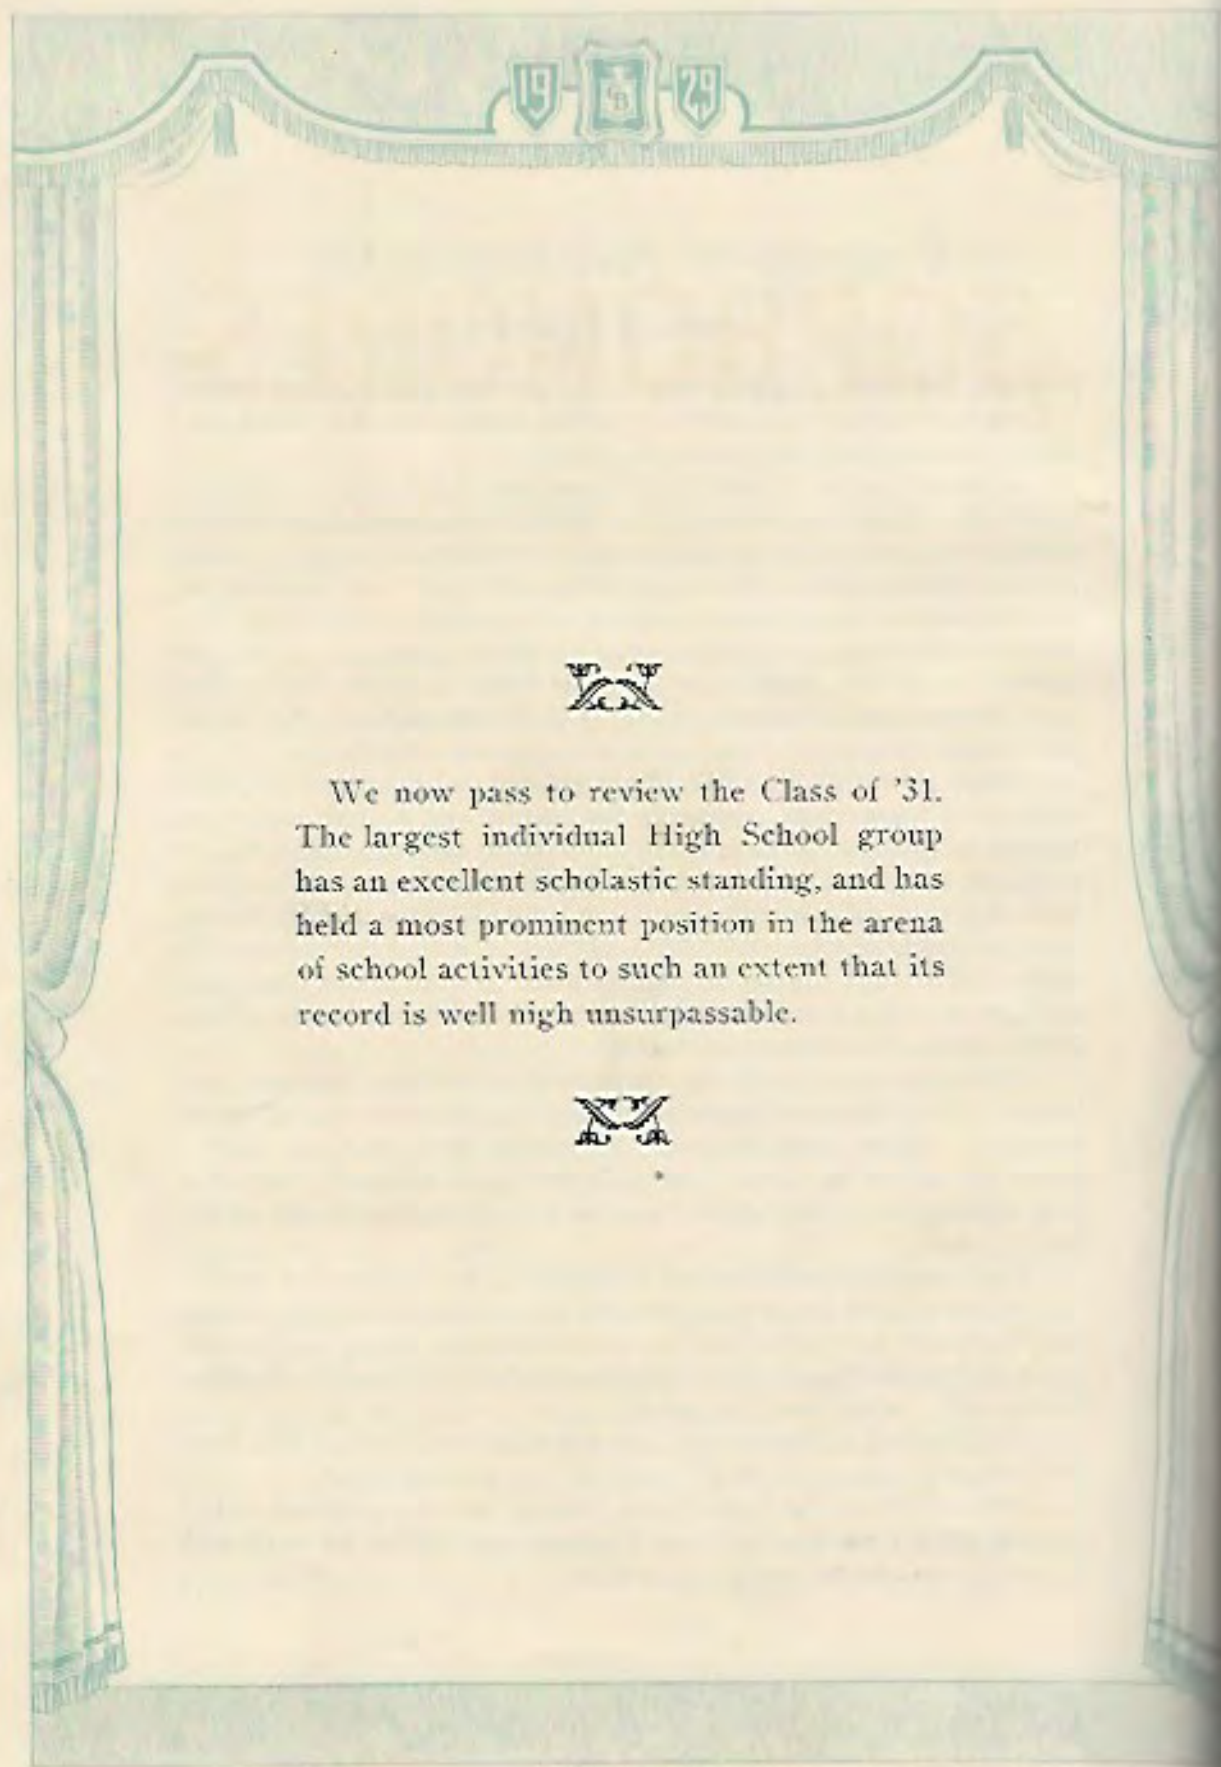 19 CB 29
We now pass to review the Class of '31.
The largest individual High School group
has an excellent scholastic standing, and has
held a most prominent position in the arena
of school activities to such an extent that its
record is well nigh unsurpassable.